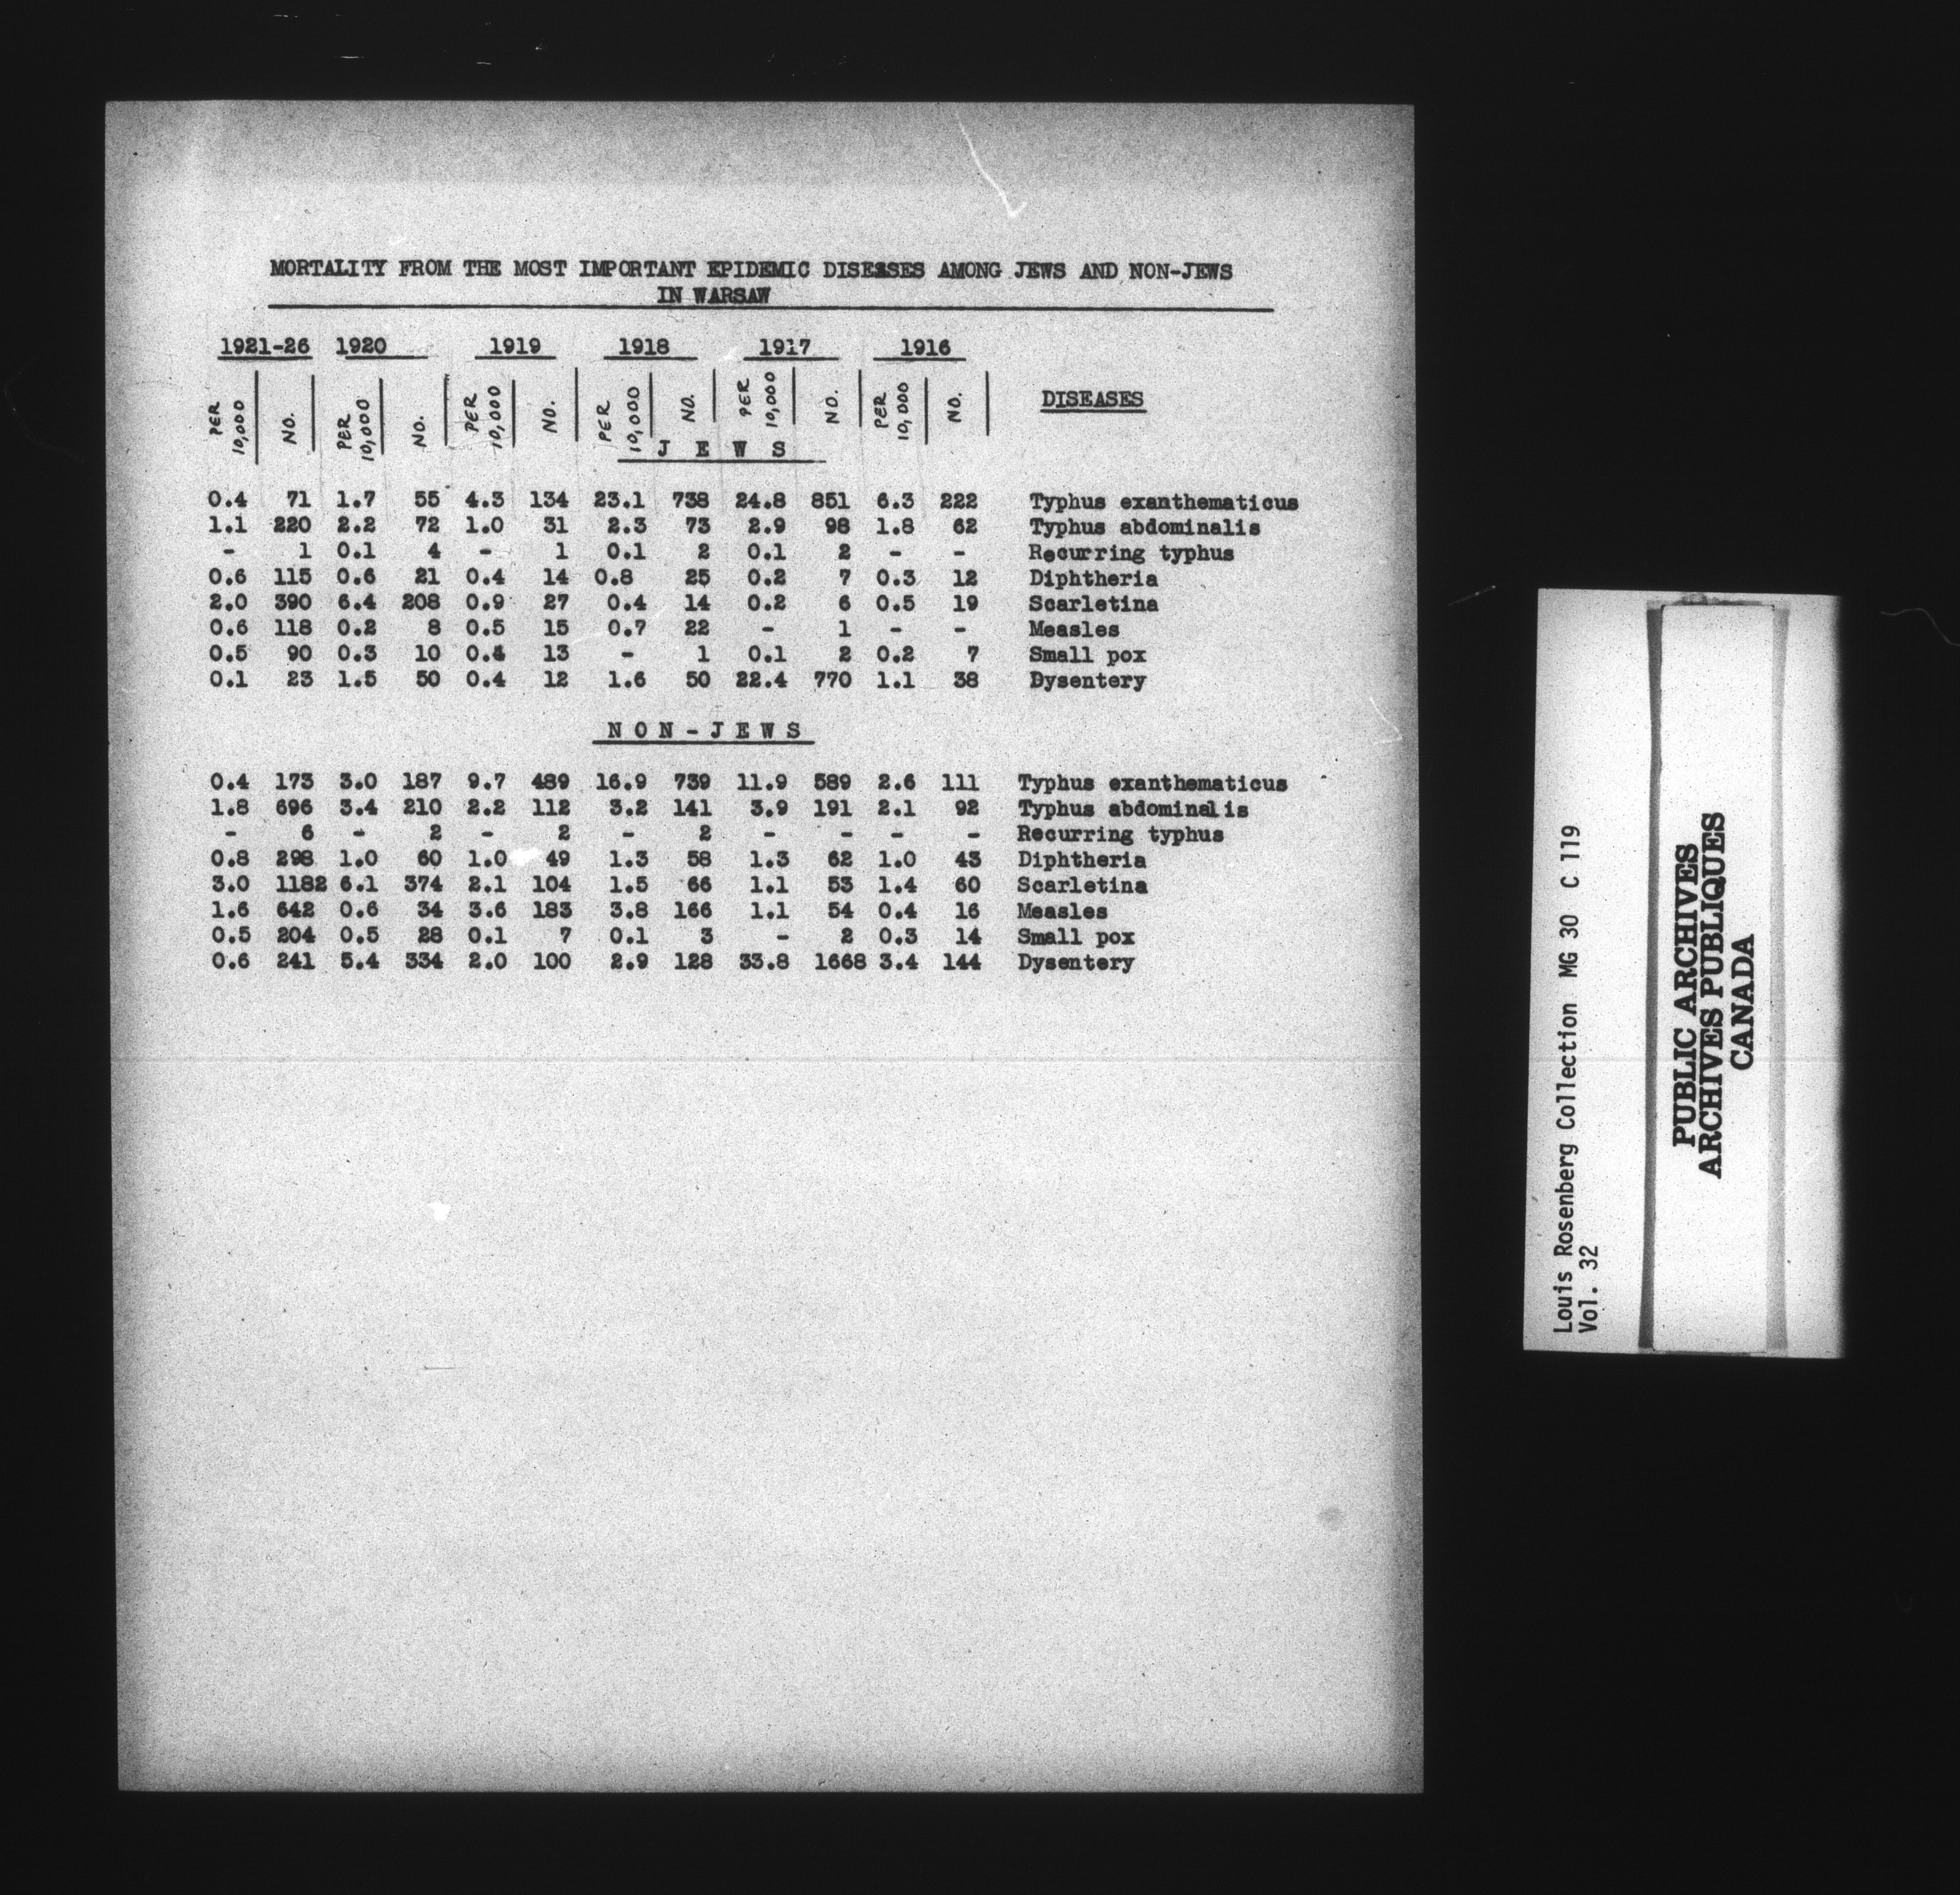 MORTALITY FROM THE MOST IMPORTANT EPIDEMIC DISEASES AMONG JEWS AND NON-JEWS
IN WARSAW
1921-26 1920 1919 1918 1917 1916
PER 10,000 NO. PER 10,000 NO. PER 10,000 NO. PER 10,000 NO. PER 10,000 NO. PER 10,000 NO. DISEASES
J E W S
0.4 71 1.7 55 4.3 134 23.1 738 24.8 851 6.3 222 Typhus exanthematicus
1.1 220 2.2 72 1.0 31 2.3 73 2.9 98 1.8 62 Typhus abdominalis
- 1 0.1 4 - 1 0.1 2 0.1 2 - - Recurring typhus
0.6 115 0.6 21 0.4 14 0.8 25 0.2 7 0.3 12 Diphtheria
2.0 390 6.4 208 0.9 27 0.4 14 0.2 6 0.5 19 Scarletina
0.6 118 0.2 8 0.5 15 0.7 22 - 1 - - Measles
0.5 90 0.3 10 0.4 13 - 1 0.1 2 0.2 7 Small pox
0.1 23 1.5 50 0.4 12 1.6 50 22.4 770 1.1 38 Dysentery
N O N - J E W S
0.4 173 3.0 187 9.7 489 16.9 739 11.9 589 2.6 111 Typhus exanthematicus
1.8 696 3.4 210 2.2 112 3.2 141 3.9 191 2.1 92 Typhus abdominalis
- 6 - 2 - 2 - 2 - - - - Recurring typhus
0.8 298 1.0 60 1.0 49 1.3 58 1.3 62 1.0 43 Diphtheria
3.0 1182 6.1 374 2.1 104 1.5 66 1.1 53 1.4 60 Scarletina
1.6 642 0.6 34 3.6 183 3.8 166 1.1 54 0.4 16 Measles
0.5 204 0.5 28 0.1 7 0.1 3 - 2 0.3 14 Small pox
0.6 241 5.4 334 2.0 100 2.9 128 33.8 1668 3.4 144 Dysentery
Louis Rosenberg Collection MG 30 C 119
Vol. 32
PUBLIC ARCHIVES
ARCHIVES PUBLIQUES
CANADA